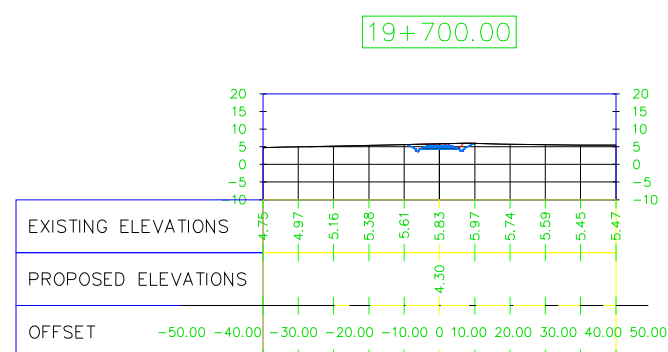 19+700.00
20 20
15 15
10 10
5 5
0 0
-5 -5
-10 -10
EXISTING ELEVATIONS 4.75 4.97 5.16 5.38 5.61 5.83 5.97 5.74 5.59 5.45 5.47
PROPOSED ELEVATIONS 4.30
OFFSET -50.00 -40.00 -30.00 -20.00 -10.00 0 10.00 20.00 30.00 40.00 50.00